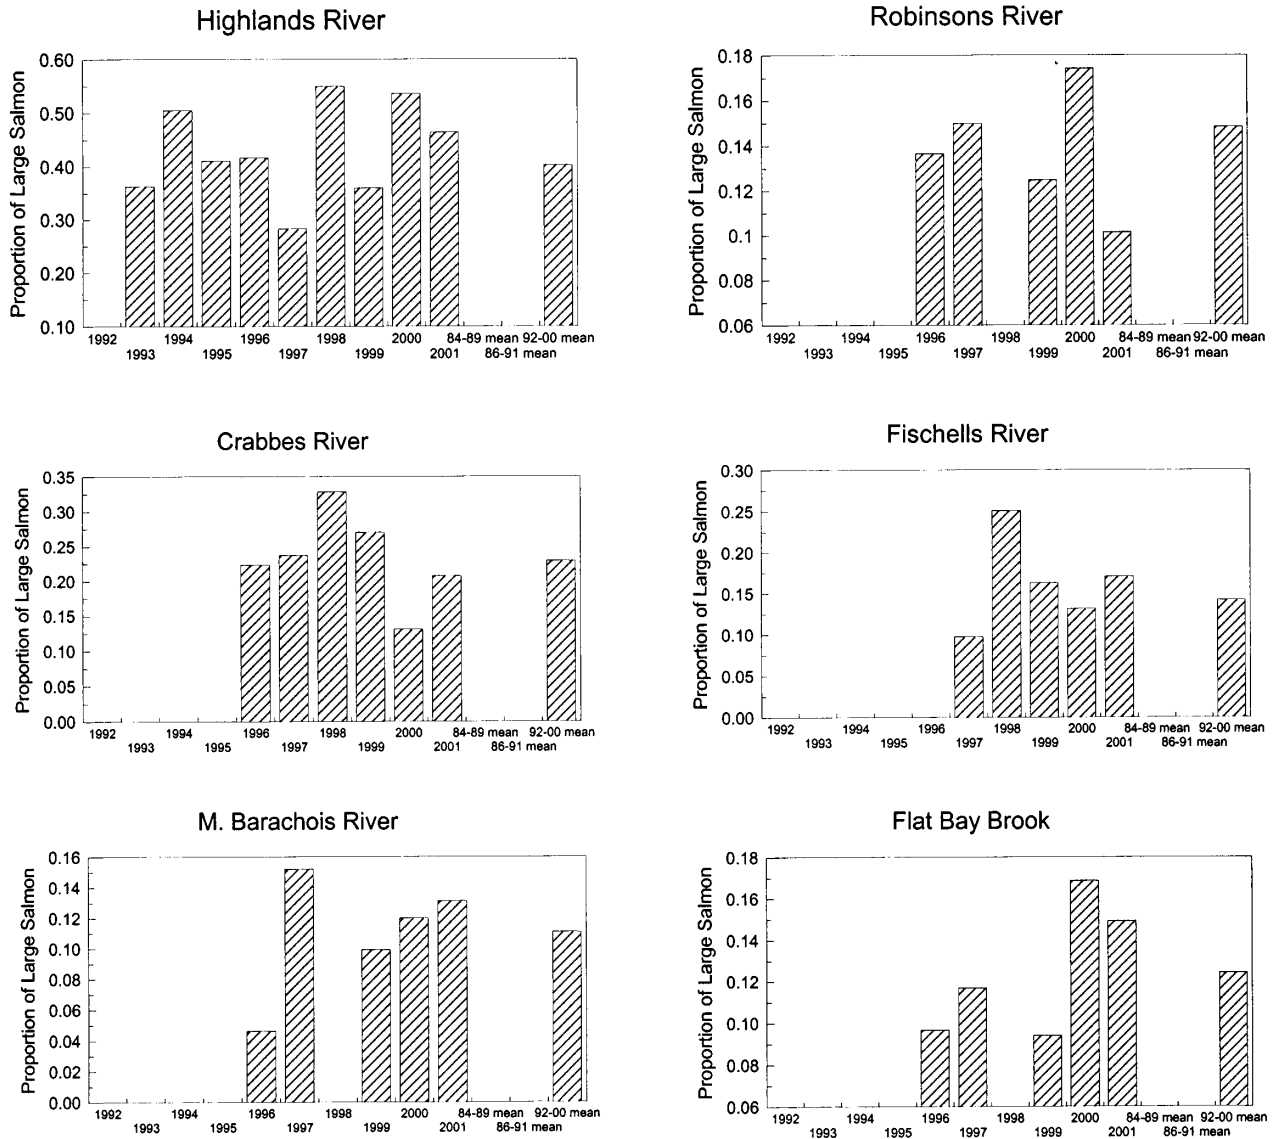 Highlands River
Proportion of Large Salmon
0.60
0.50
0.40
0.30
0.20
0.10
1992 1994 1996 1998 2000 84-89 mean 92-00 mean
1993 1995 1997 1999 2001 86-91 mean
Robinsons River
Proportion of Large Salmon
0.18
0.16
0.14
0.12
0.1
0.08
0.06
1992 1994 1996 1998 2000 84-89 mean 92-00 mean
1993 1995 1997 1999 2001 86-91 mean
Crabbes River
Proportion of Large Salmon
0.35
0.30
0.25
0.20
0.15
0.10
0.05
0.00
1992 1994 1996 1998 2000 84-89 mean 92-00 mean
1993 1995 1997 1999 2001 86-91 mean
Fischells River
Proportion of Large Salmon
0.30
0.25
0.20
0.15
0.10
0.05
0.00
1992 1994 1996 1998 2000 84-89 mean 92-00 mean
1993 1995 1997 1999 2001 86-91 mean
M. Barachois River
Proportion of Large Salmon
0.16
0.14
0.12
0.10
0.08
0.06
0.04
0.02
0.00
1992 1994 1996 1998 2000 84-89 mean 92-00 mean
1993 1995 1997 1999 2001 86-91 mean
Flat Bay Brook
Proportion of Large Salmon
0.18
0.16
0.14
0.12
0.10
0.08
0.06
1992 1994 1996 1998 2000 84-89 mean 92-00 mean
1993 1995 1997 1999 2001 86-91 mean